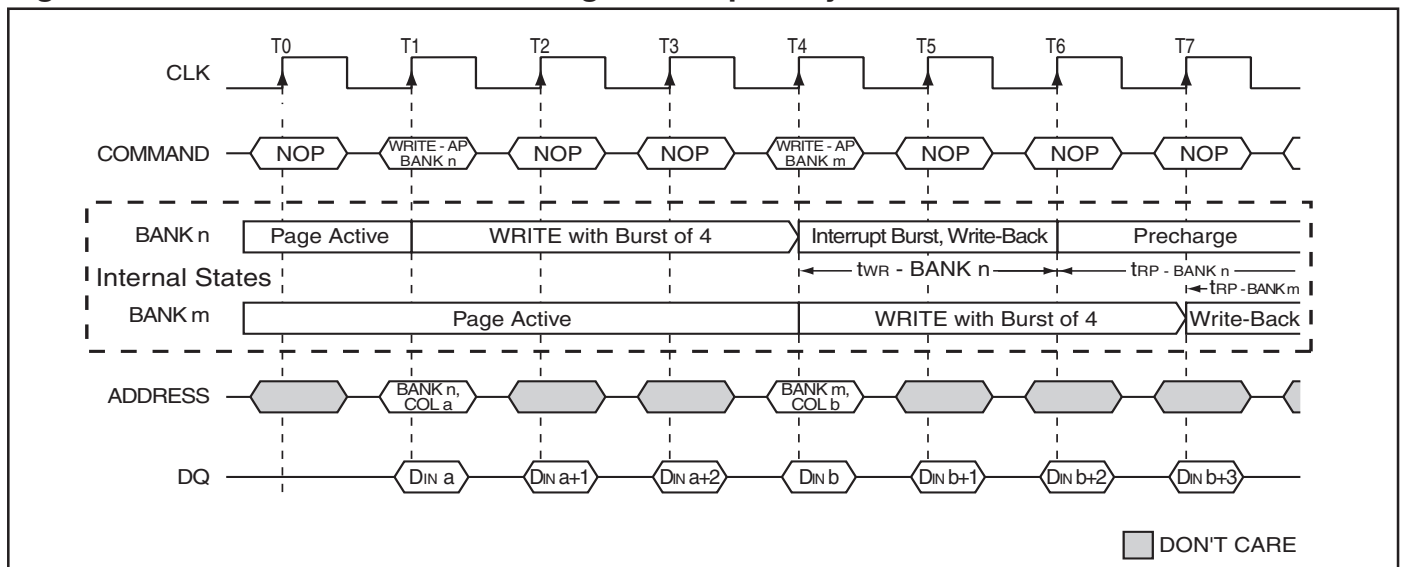 T0 T1 T2 T3 T4 T5 T6 T7
CLK
COMMAND NOP WRITE - AP BANK n NOP NOP WRITE - AP BANK m NOP NOP NOP
BANK n Page Active WRITE with Burst of 4 Interrupt Burst, Write-Back Precharge
Internal States tWR - BANK n tRP - BANK n
tRP - BANK m
BANK m Page Active WRITE with Burst of 4 Write-Back
ADDRESS BANK n, COL a BANK m, COL b
DQ DIN a DIN a+1 DIN a+2 DIN b DIN b+1 DIN b+2 DIN b+3
DON'T CARE